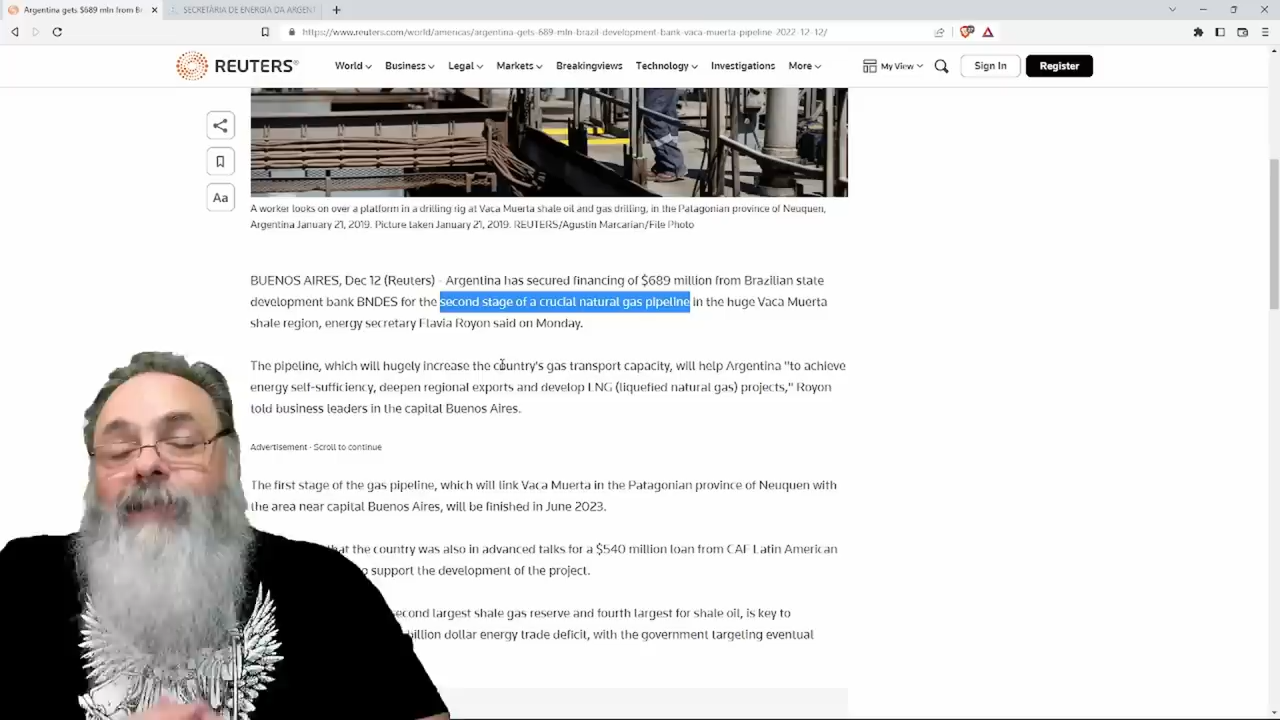 Argentina gets $689 mln from B
SECRETÁRIA DE ENERGIA DA ARGENT
https://www.reuters.com/world/americas/argentina-gets-689-mln-brazil-development-bank-vaca-muerta-pipeline-2022-12-12/
REUTERS®
World Business Legal Markets Breakingviews Technology Investigations More My View Sign In Register
Aa
A worker looks on over a platform in a drilling rig at Vaca Muerta shale oil and gas drilling, in the Patagonian province of Neuquen,
Argentina January 21, 2019. Picture taken January 21, 2019. REUTERS/Agustin Marcarian/File Photo
BUENOS AIRES, Dec 12 (Reuters) - Argentina has secured financing of $689 million from Brazilian state
development bank BNDES for the second stage of a crucial natural gas pipeline in the huge Vaca Muerta
shale region, energy secretary Flavia Royon said on Monday.
The pipeline, which will hugely increase the country's gas transport capacity, will help Argentina "to achieve
energy self-sufficiency, deepen regional exports and develop LNG (liquefied natural gas) projects," Royon
told business leaders in the capital Buenos Aires.
Advertisement · Scroll to continue
The first stage of the gas pipeline, which will link Vaca Muerta in the Patagonian province of Neuquen with
the area near capital Buenos Aires, will be finished in June 2023.
that the country was also in advanced talks for a $540 million loan from CAF Latin American
to support the development of the project.
second largest shale gas reserve and fourth largest for shale oil, is key to
billion dollar energy trade deficit, with the government targeting eventual